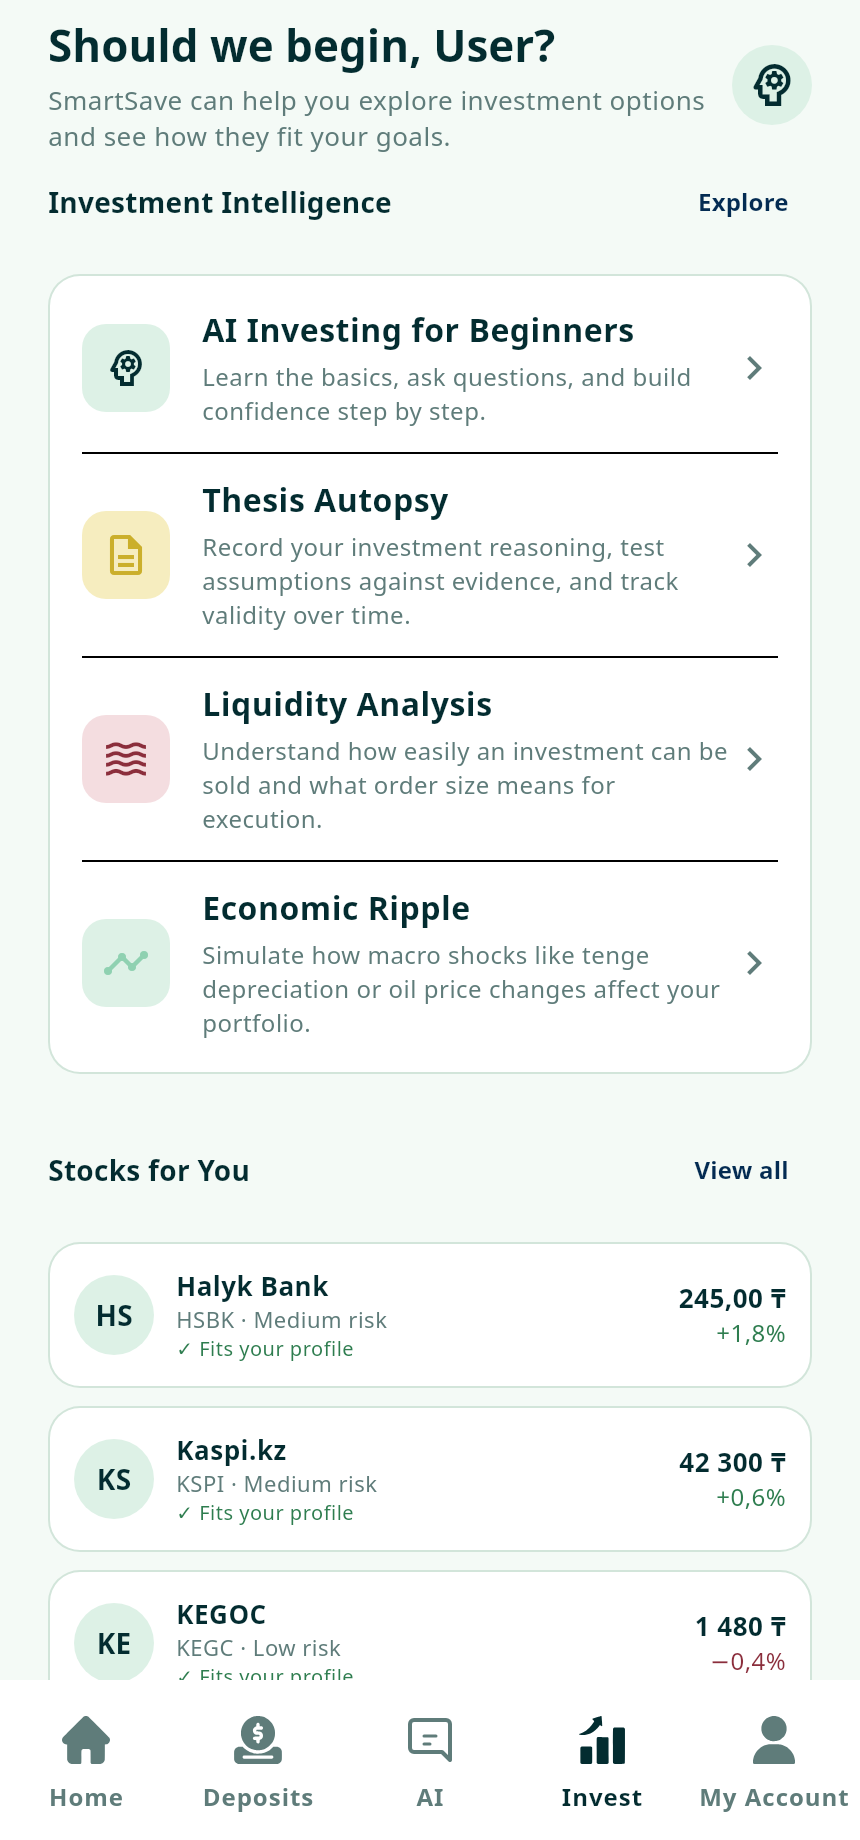 Should we begin, User?
SmartSave can help you explore investment options
and see how they fit your goals.
Investment Intelligence
Explore
AI Investing for Beginners
Learn the basics, ask questions, and build
confidence step by step.
Thesis Autopsy
Record your investment reasoning, test
assumptions against evidence, and track
validity over time.
Liquidity Analysis
Understand how easily an investment can be
sold and what order size means for
execution.
Economic Ripple
Simulate how macro shocks like tenge
depreciation or oil price changes affect your
portfolio.
Stocks for You
View all
HS
Halyk Bank
HSBK · Medium risk
✓ Fits your profile
245,00 ₸
+1,8%
KS
Kaspi.kz
KSPI · Medium risk
✓ Fits your profile
42 300 ₸
+0,6%
KE
KEGOC
KEGC · Low risk
✓ Fits your profile
1 480 ₸
−0,4%
Home
Deposits
AI
Invest
My Account